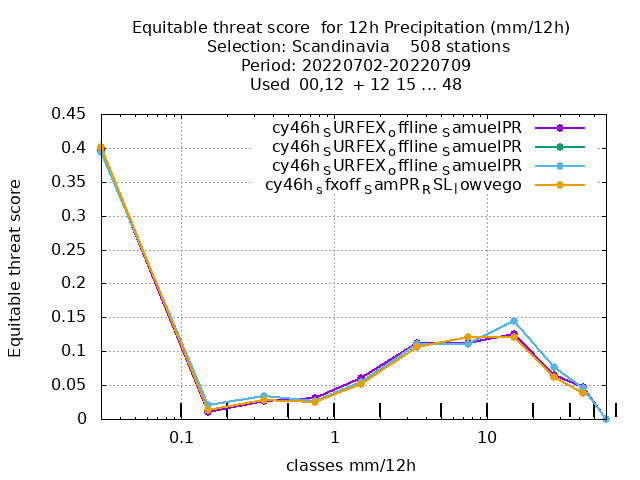 Equitable threat score  for 12h Precipitation (mm/12h)
Selection: Scandinavia    508 stations
Period: 20220702-20220709
Used  00,12  + 12 15 ... 48
0.45
0.4
0.35
0.3
0.25
0.2
0.15
0.1
0.05
0
Equitable threat score
cy46h_SURFEX_offline_SamuelPR
cy46h_SURFEX_offline_SamuelPR
cy46h_SURFEX_offline_SamuelPR
cy46h_sfxoff_SamPR_RSL_lowvego
0.1
1
10
classes mm/12h